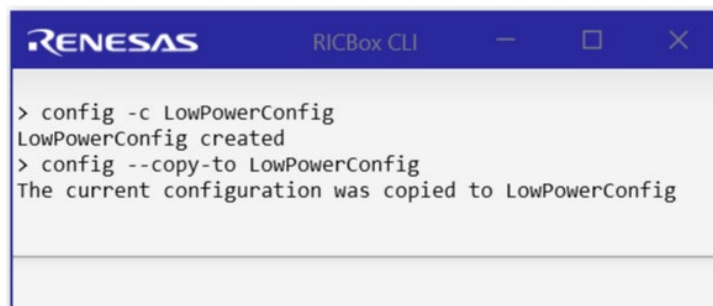 RENESAS RICBox CLI
> config -c LowPowerConfig
LowPowerConfig created
> config --copy-to LowPowerConfig
The current configuration was copied to LowPowerConfig